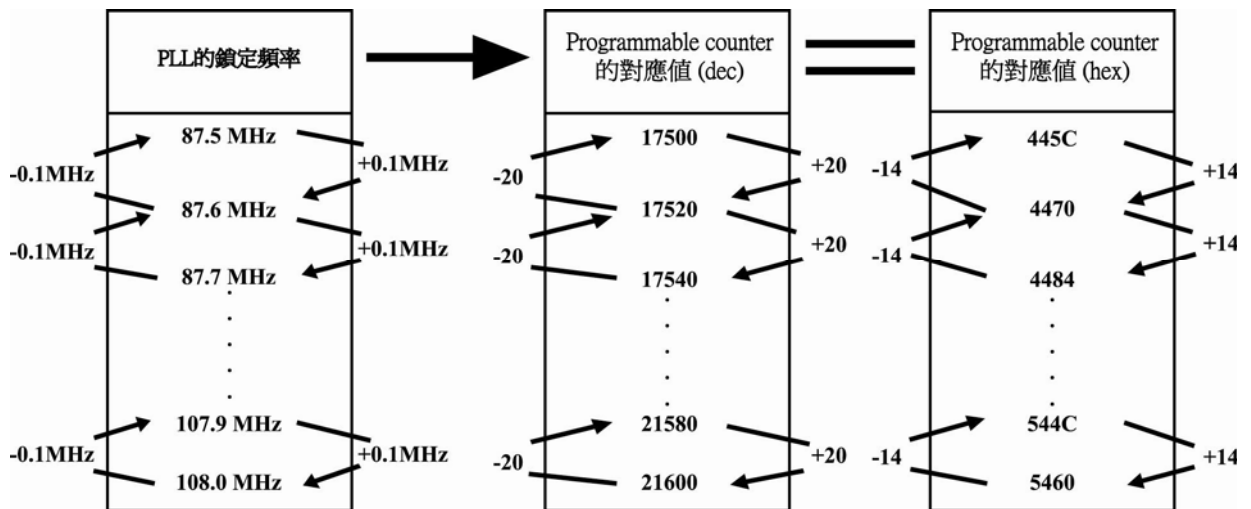 PLL的鎖定頻率
Programmable counter
的對應值 (dec)
Programmable counter
的對應值 (hex)
87.5 MHz
-0.1MHz
+0.1MHz
87.6 MHz
-0.1MHz
+0.1MHz
87.7 MHz
107.9 MHz
-0.1MHz
+0.1MHz
108.0 MHz
17500
-20
+20
17520
-20
+20
17540
21580
-20
+20
21600
445C
-14
+14
4470
-14
+14
4484
544C
-14
+14
5460